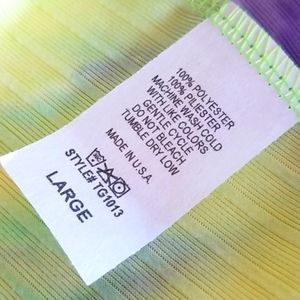 100% POLYESTER
100% PILIESTER
MACHINE WASH COLD
WITH LIKE COLORS
GENTLE CYCLE
DO NOT BLEACH
TUMBLE DRY LOW
MADE IN U.S.A.
STYLE# TG1013
LARGE